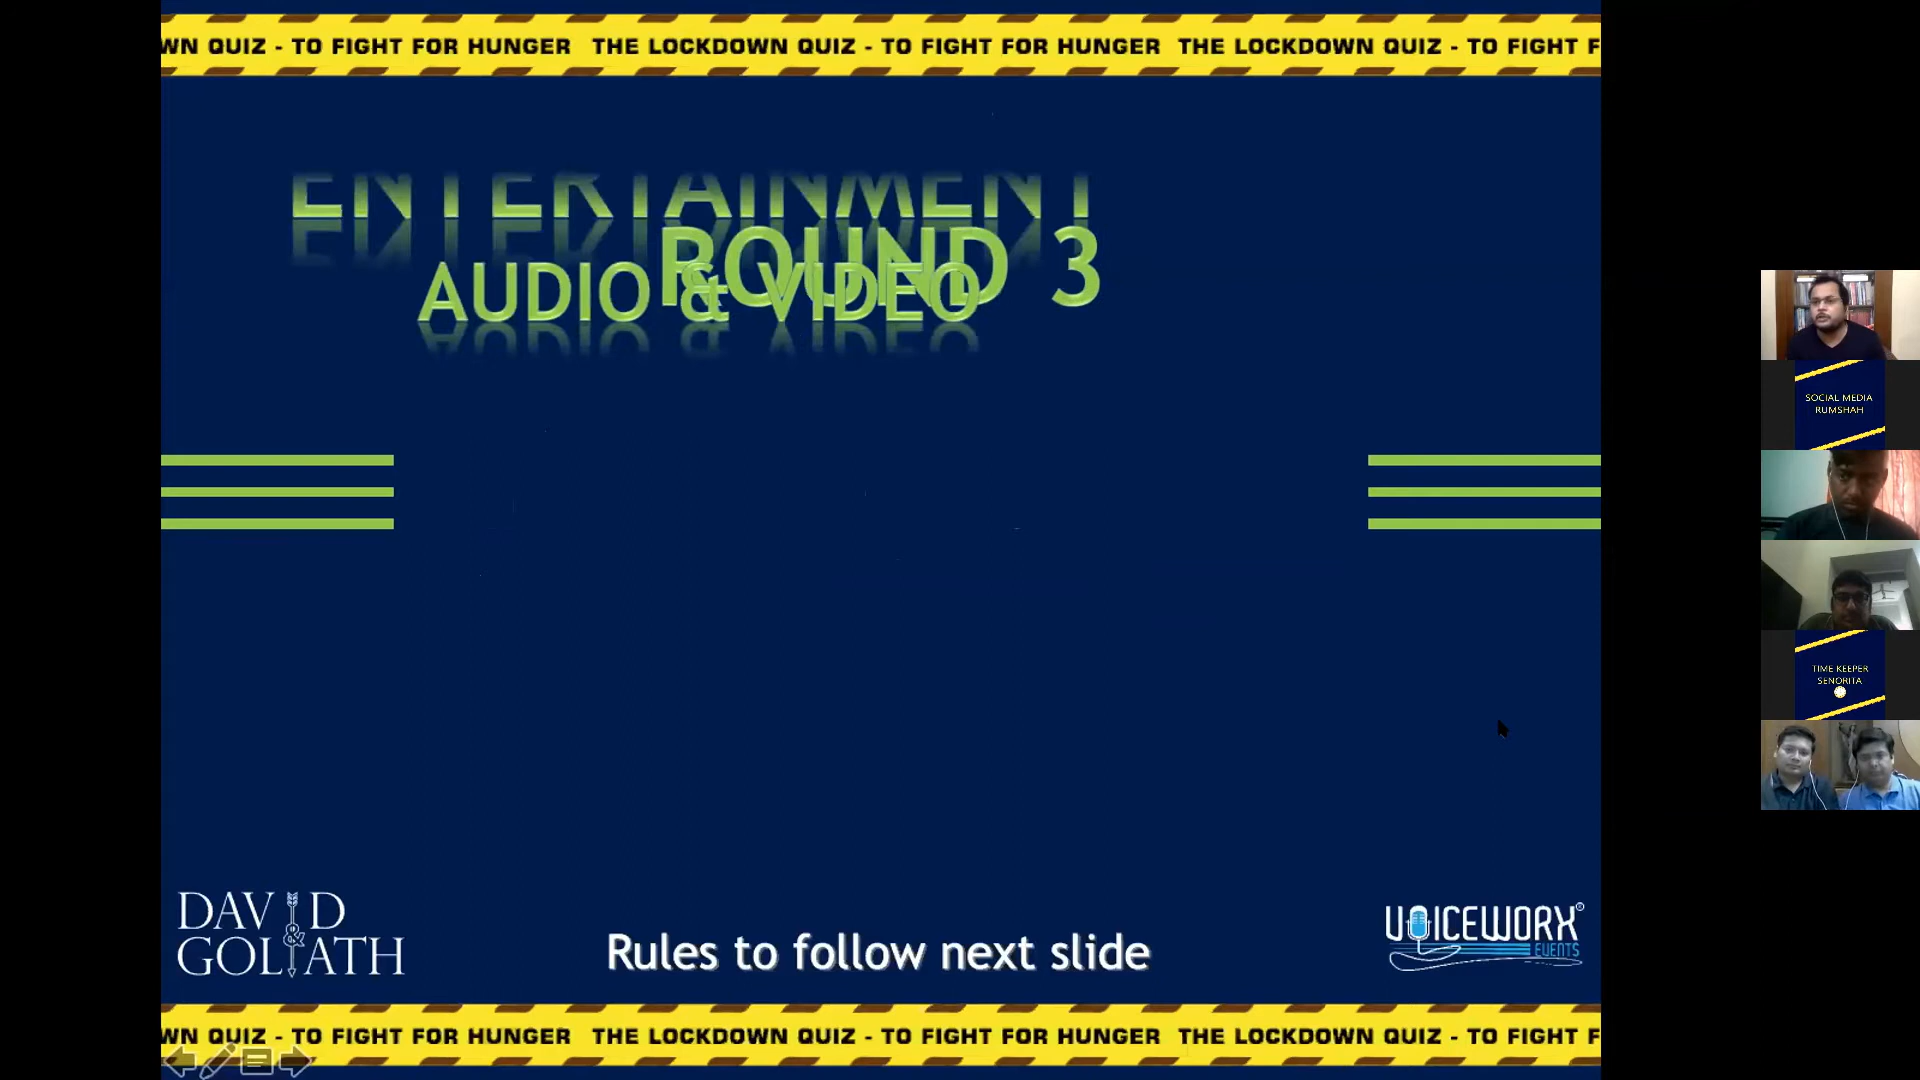 WN QUIZ - TO FIGHT FOR HUNGER THE LOCKDOWN QUIZ - TO FIGHT FOR HUNGER THE LOCKDOWN QUIZ - TO FIGHT F
ENTERTAINMENT
ROUND 3
AUDIO & VIDEO
SOCIAL MEDIA
RUMSHAH
TIME KEEPER
SENORITA
DAVID
&
GOLIATH
Rules to follow next slide
VOICEWORX®
EVENTS
WN QUIZ - TO FIGHT FOR HUNGER THE LOCKDOWN QUIZ - TO FIGHT FOR HUNGER THE LOCKDOWN QUIZ - TO FIGHT F